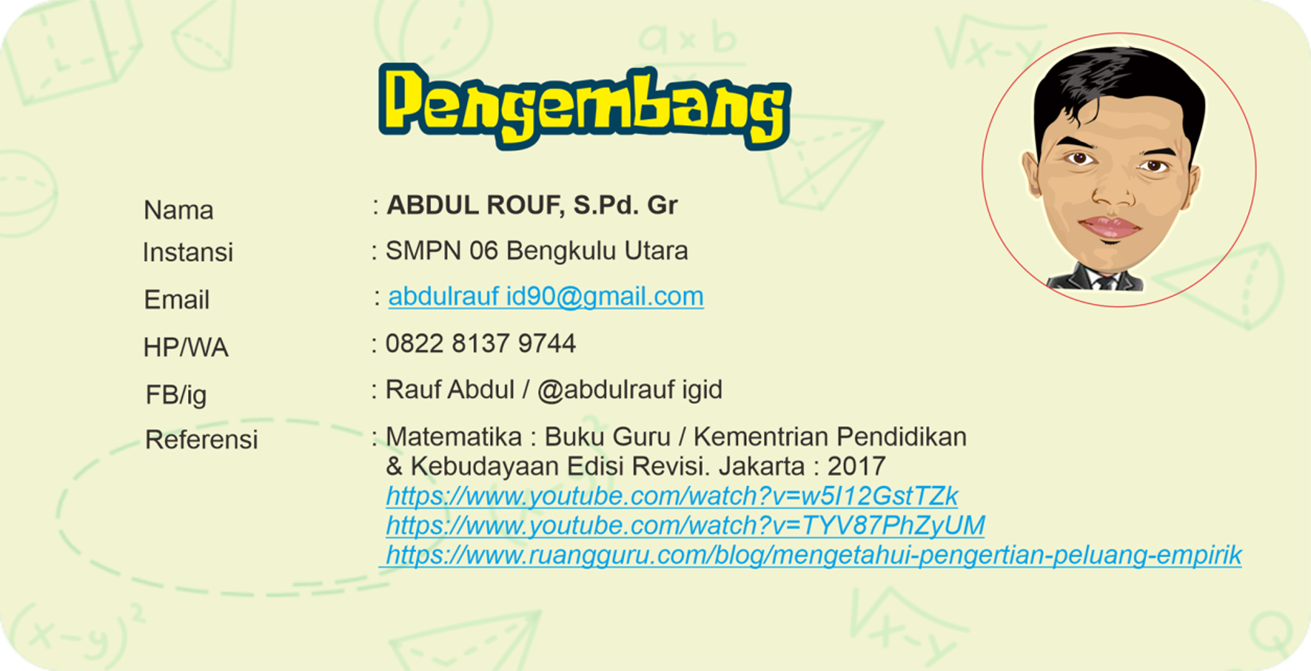 a x b
√x-y
Pengembang
Nama : ABDUL ROUF, S.Pd. Gr
Instansi : SMPN 06 Bengkulu Utara
Email : abdulrauf id90@gmail.com
HP/WA : 0822 8137 9744
FB/ig : Rauf Abdul / @abdulrauf igid
Referensi : Matematika : Buku Guru / Kementrian Pendidikan
& Kebudayaan Edisi Revisi. Jakarta : 2017
https://www.youtube.com/watch?v=w5I12GstTZk
https://www.youtube.com/watch?v=TYV87PhZyUM
https://www.ruangguru.com/blog/mengetahui-pengertian-peluang-empirik
(x-y)²
√x-y